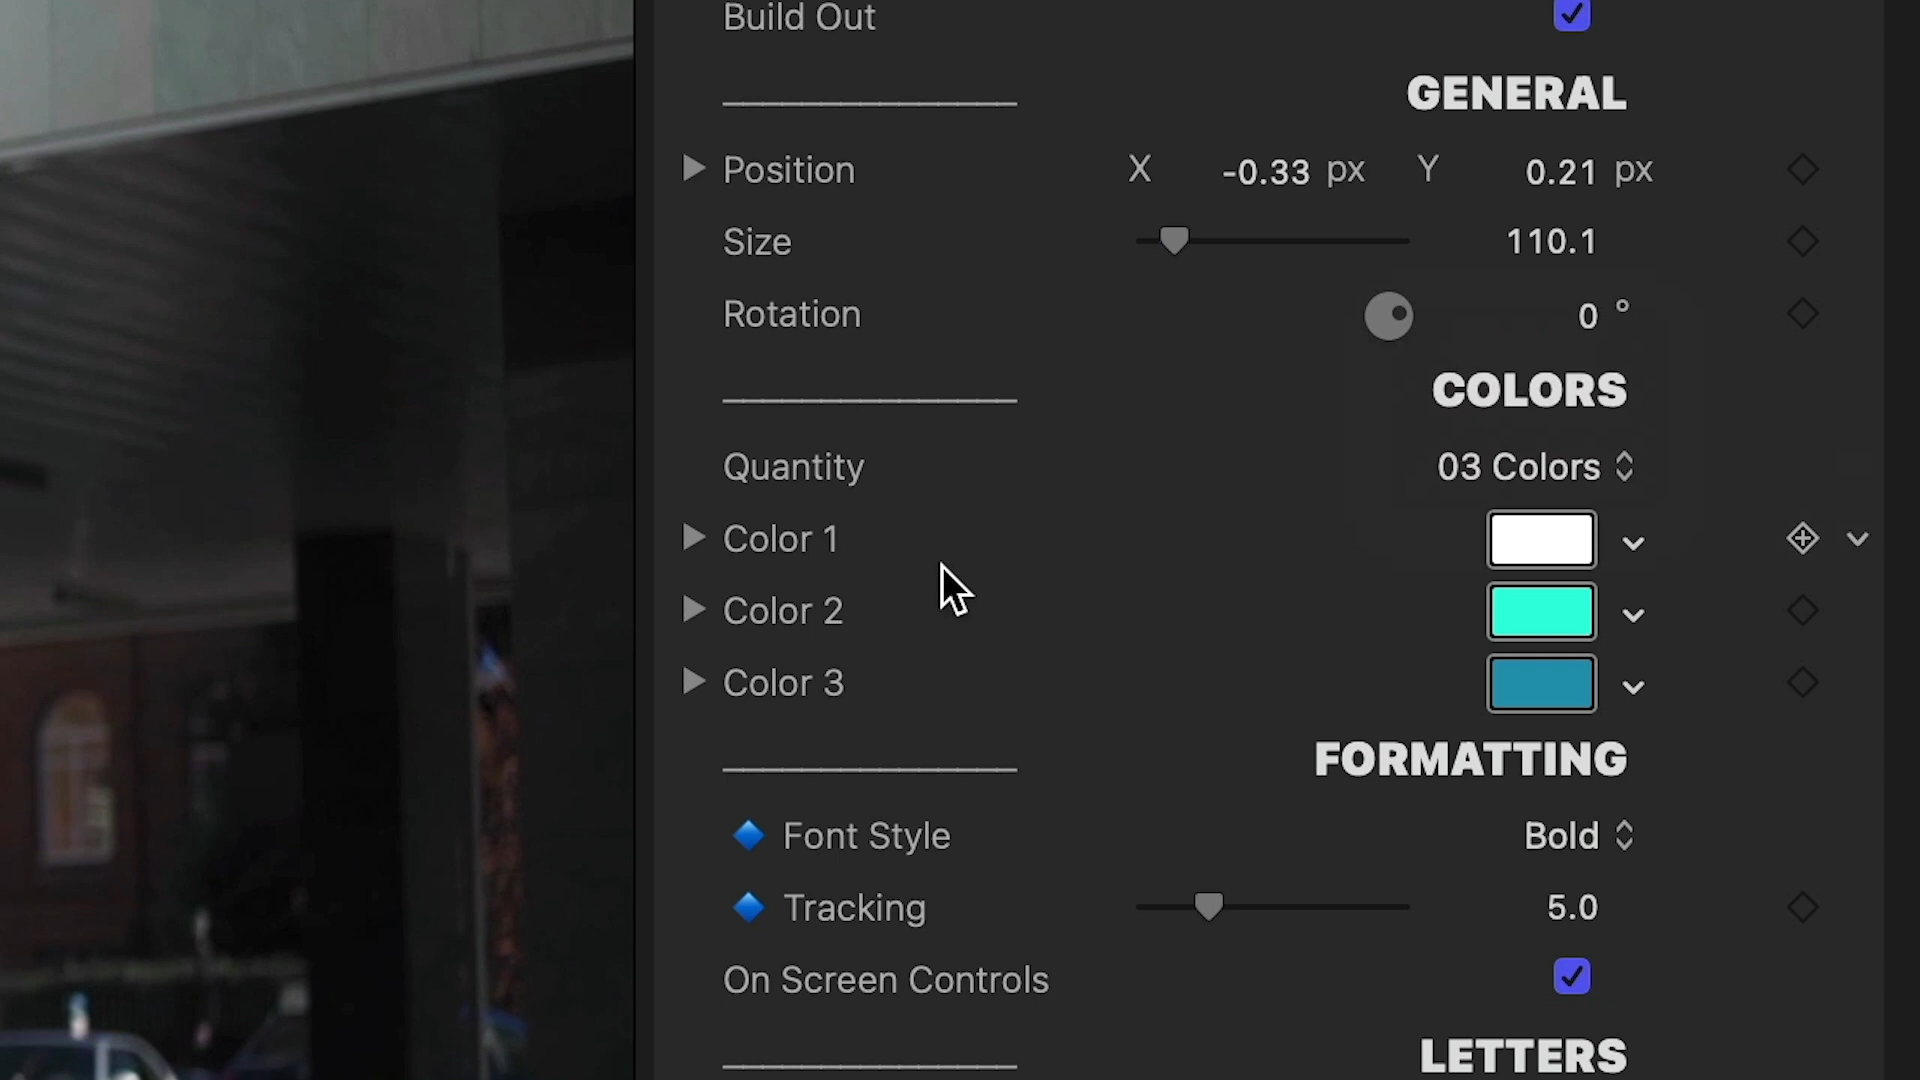 Build Out
GENERAL
Position X -0.33 px Y 0.21 px
Size 110.1
Rotation 0 °
COLORS
Quantity 03 Colors
Color 1
Color 2
Color 3
FORMATTING
Font Style Bold
Tracking 5.0
On Screen Controls
LETTERS